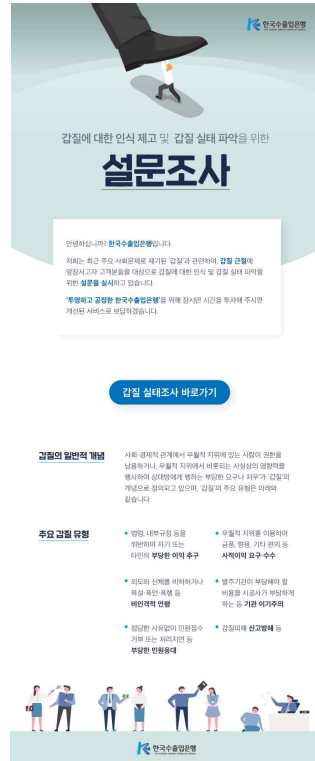 한국수출입은행
갑질에 대한 인식 제고 및 갑질 실태 파악을 위한
설문조사
안녕하십니까? 한국수출입은행입니다.
저희는 최근 주요 사회문제로 제기된 '갑질'과 관련하여, 갑질 근절에
앞장서고자 고객분들을 대상으로 갑질에 대한 인식 및 갑질 실태 파악을
위한 설문을 실시하고 있습니다.
'투명하고 공정한 한국수출입은행'을 위해 잠시만 시간을 투자해 주시면
개선된 서비스로 보답하겠습니다.
갑질 실태조사 바로가기
갑질의 일반적 개념
사회·경제적 관계에서 우월적 지위에 있는 사람이 권한을
남용하거나, 우월적 지위에서 비롯되는 사실상의 영향력을
행사하여 상대방에게 행하는 부당한 요구나 처우가 '갑질'의
개념으로 정의되고 있으며, '갑질'의 주요 유형은 아래와
같습니다.
주요 갑질 유형
법령, 내부규정 등을
위반하여 자기 또는
타인의 부당한 이익 추구
우월적 지위를 이용하여
금품, 향응, 기타 편의 등
사적이익 요구·수수
외모와 신체를 비하하거나
욕설·폭언·폭행 등
비인격적 언행
발주기관이 부담해야 할
비용을 시공사가 부담하게
하는 등 기관 이기주의
정당한 사유없이 민원접수
거부 또는 처리지연 등
부당한 민원응대
갑질피해 신고방해 등
한국수출입은행